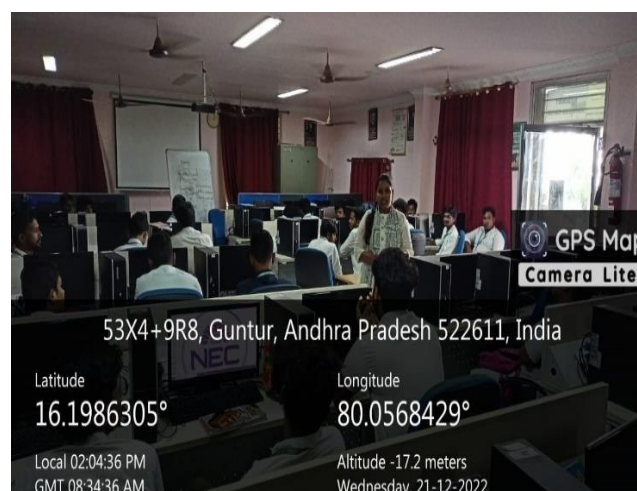 GPS Map
Camera Lite
53X4+9R8, Guntur, Andhra Pradesh 522611, India
NEC
Latitude
16.1986305°
Longitude
80.0568429°
Local 02:04:36 PM
GMT 08:34:36 AM
Altitude -17.2 meters
Wednesday, 21-12-2022